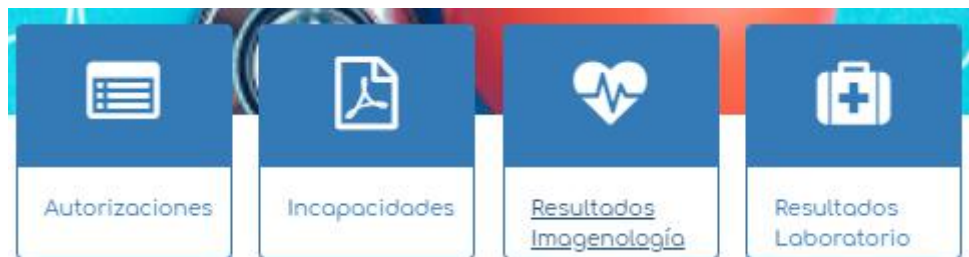 Autorizaciones
Incapacidades
Resultados
Imagenología
Resultados
Laboratorio